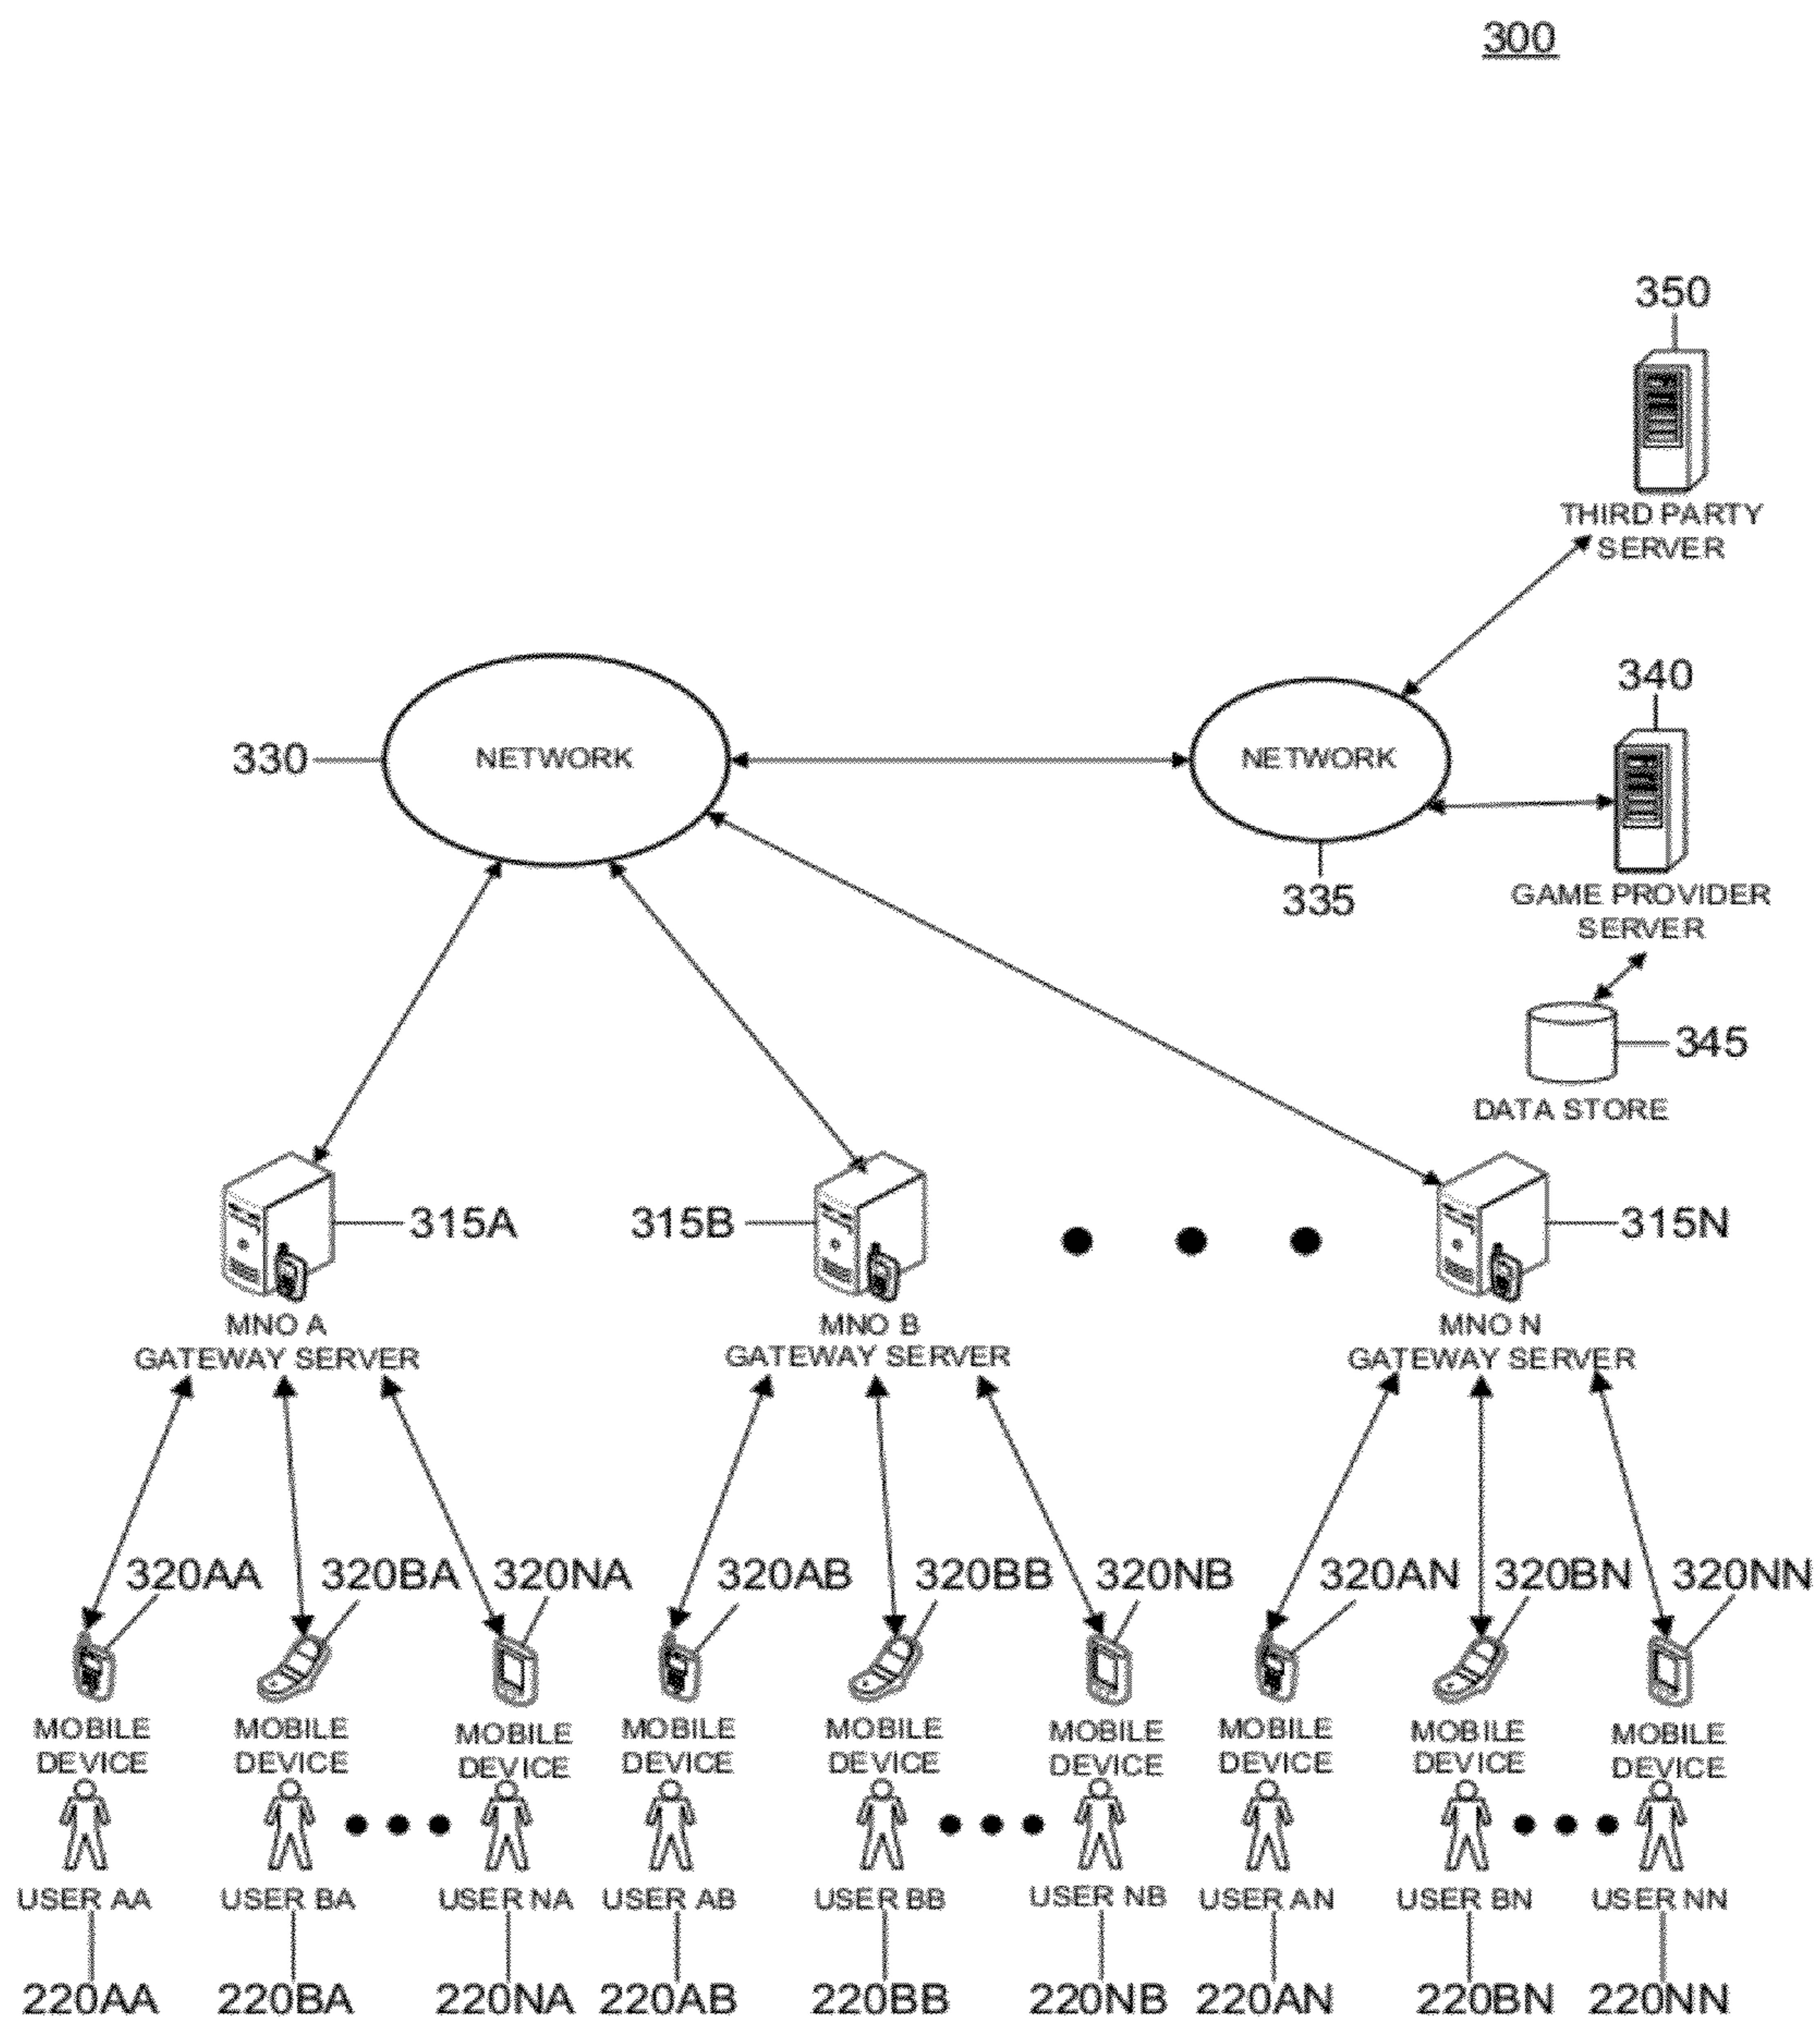 300
350
THIRD PARTY
SERVER
340
330
NETWORK
NETWORK
335
GAME PROVIDER
SERVER
345
DATA STORE
315A
315B
315N
MNO A
GATEWAY SERVER
MNO B
GATEWAY SERVER
MNO N
GATEWAY SERVER
320AA
320BA
320NA
320AB
320BB
320NB
320AN
320BN
320NN
MOBILE
DEVICE
MOBILE
DEVICE
MOBILE
DEVICE
MOBILE
DEVICE
MOBILE
DEVICE
MOBILE
DEVICE
MOBILE
DEVICE
MOBILE
DEVICE
MOBILE
DEVICE
USER AA
USER BA
USER NA
USER AB
USER BB
USER NB
USER AN
USER BN
USER NN
220AA
220BA
220NA
220AB
220BB
220NB
220AN
220BN
220NN